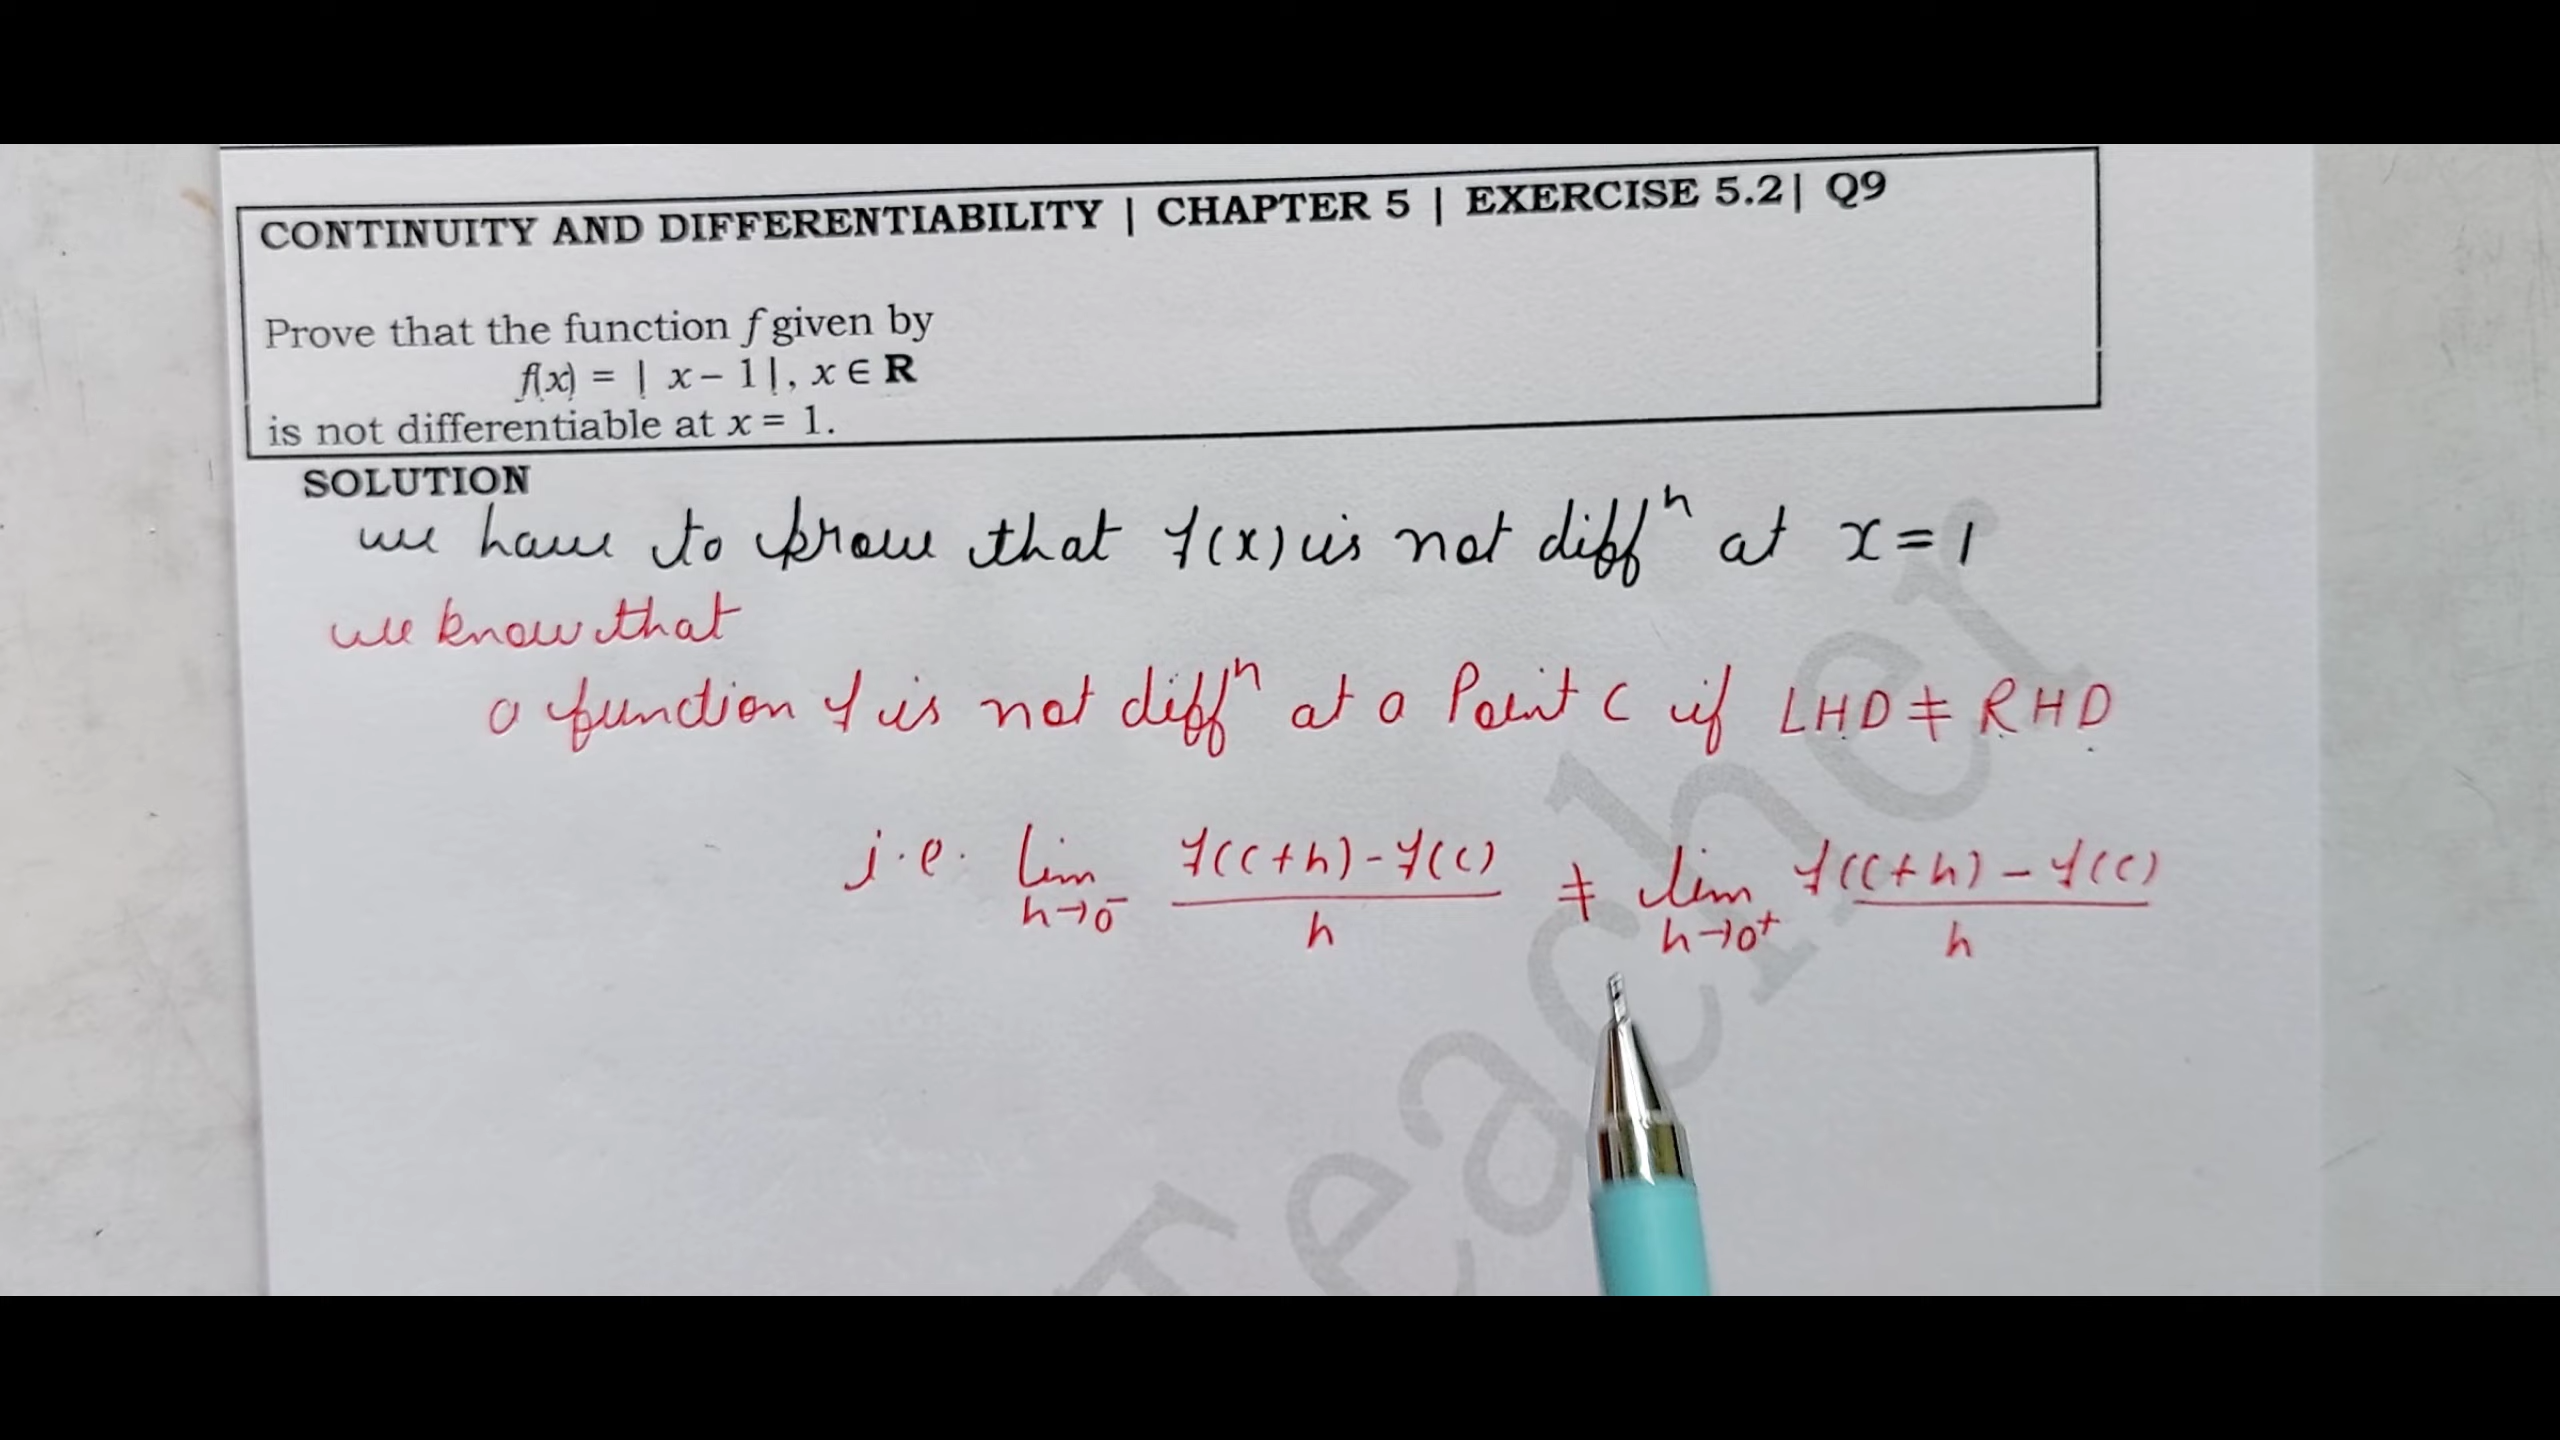 CONTINUITY AND DIFFERENTIABILITY | CHAPTER 5 | EXERCISE 5.2| Q9
Prove that the function f given by
f(x) = | x – 1|, x ∈ R
is not differentiable at x = 1.
SOLUTION
we have to prove that f(x) is not diffⁿ at x = 1
we know that
a function f is not diffⁿ at a Point C if LHD ≠ RHD
i.e. lim h→0⁻ f(c+h) - f(c) / h ≠ lim h→0⁺ f(c+h) - f(c) / h
Teacher